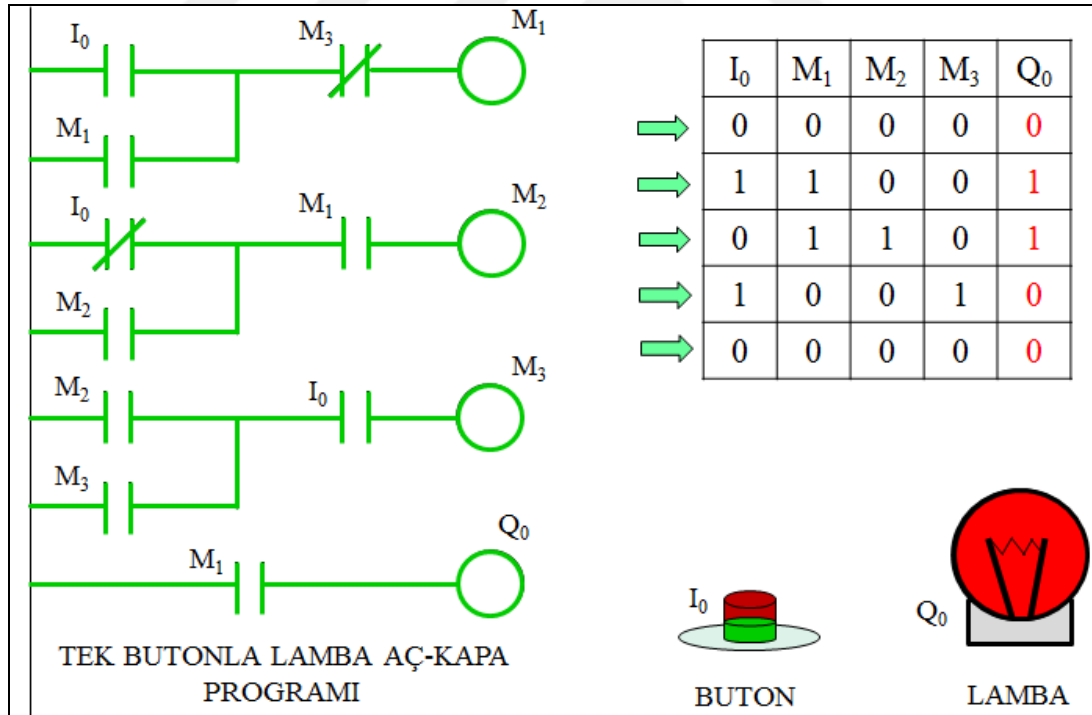 I₀ M₃ M₁
M₁
I₀ M₁ M₂
M₂
M₂ I₀ M₃
M₃
M₁ Q₀
TEK BUTONLA LAMBA AÇ-KAPA
PROGRAMI
I₀ M₁ M₂ M₃ Q₀
0 0 0 0 0
1 1 0 0 1
0 1 1 0 1
1 0 0 1 0
0 0 0 0 0
I₀
BUTON
Q₀
LAMBA